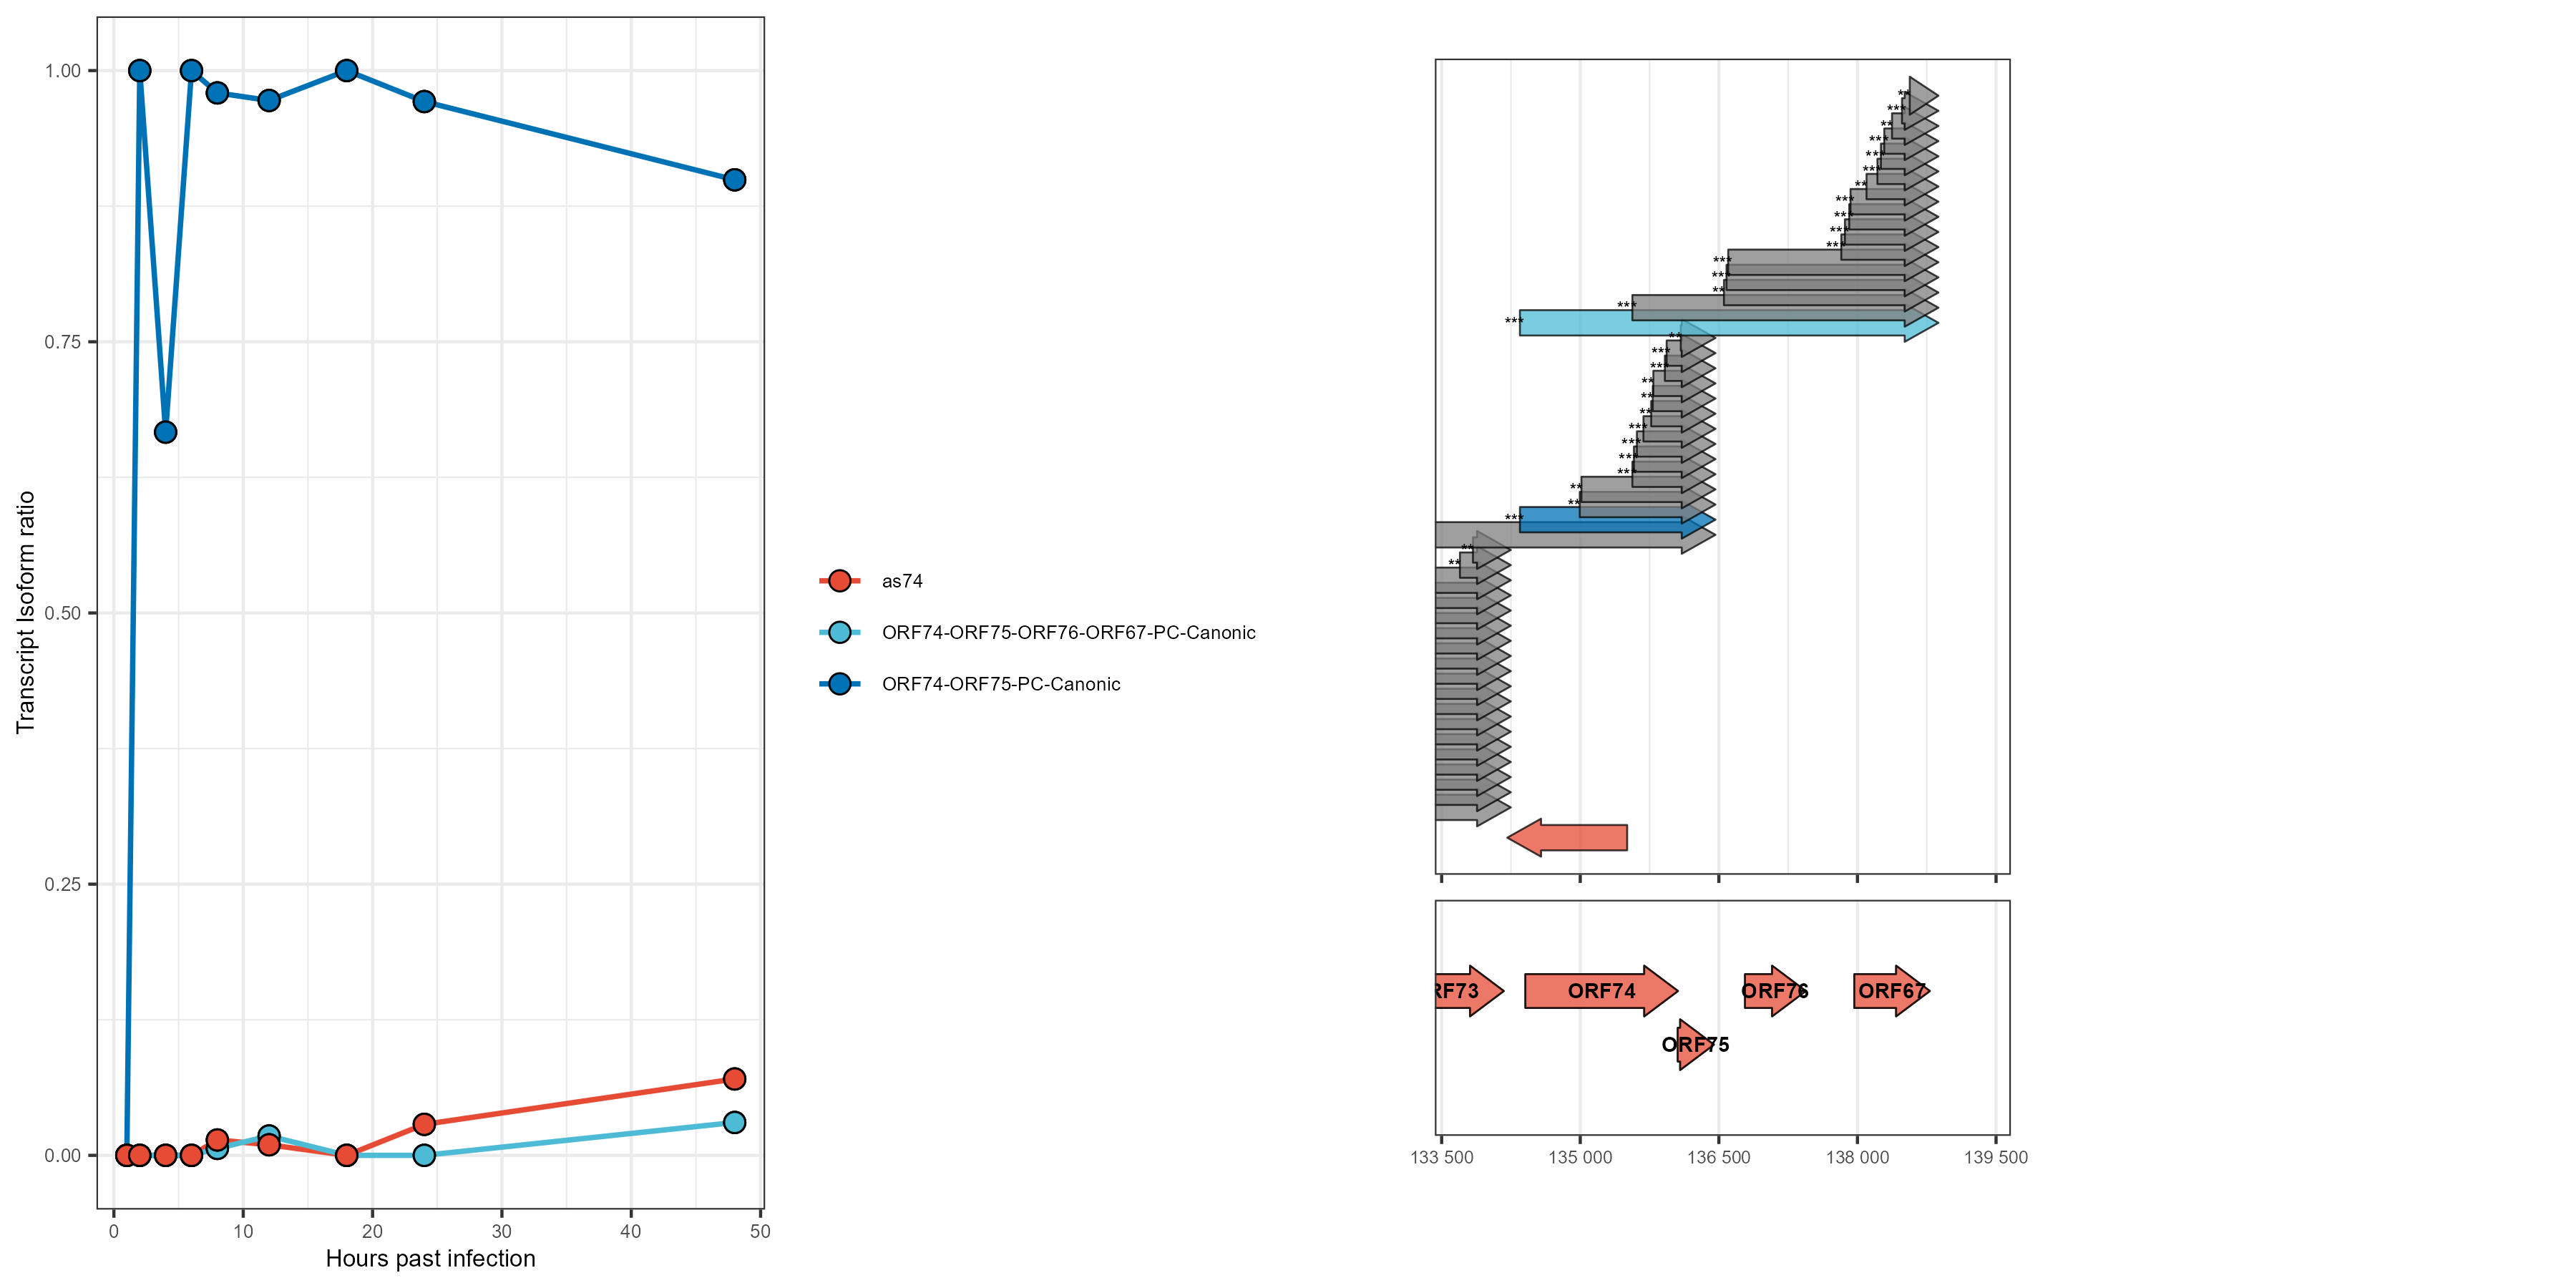 1.00
0.75
0.50
0.25
0.00
Transcript Isoform ratio
0 10 20 30 40 50
Hours past infection
as74
ORF74-ORF75-ORF76-ORF67-PC-Canonic
ORF74-ORF75-PC-Canonic
RF73 ORF74 ORF76 ORF67
ORF75
133 500 135 000 136 500 138 000 139 500